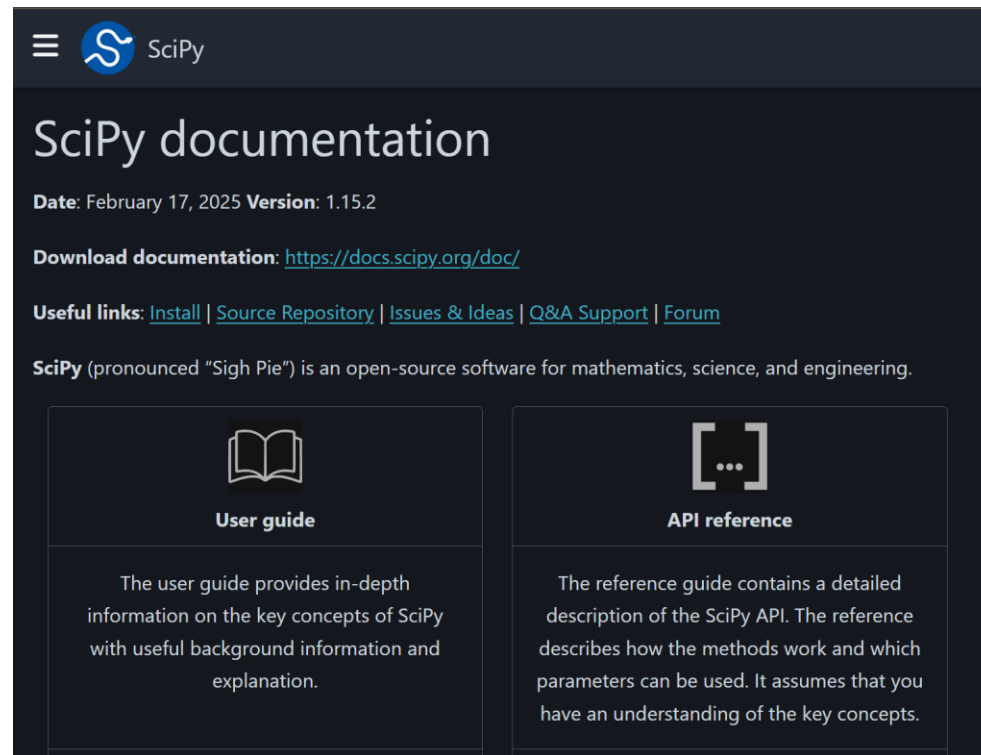 SciPy
SciPy documentation
Date: February 17, 2025 Version: 1.15.2
Download documentation: https://docs.scipy.org/doc/
Useful links: Install | Source Repository | Issues & Ideas | Q&A Support | Forum
SciPy (pronounced “Sigh Pie”) is an open-source software for mathematics, science, and engineering.
User guide
The user guide provides in-depth
information on the key concepts of SciPy
with useful background information and
explanation.
API reference
The reference guide contains a detailed
description of the SciPy API. The reference
describes how the methods work and which
parameters can be used. It assumes that you
have an understanding of the key concepts.